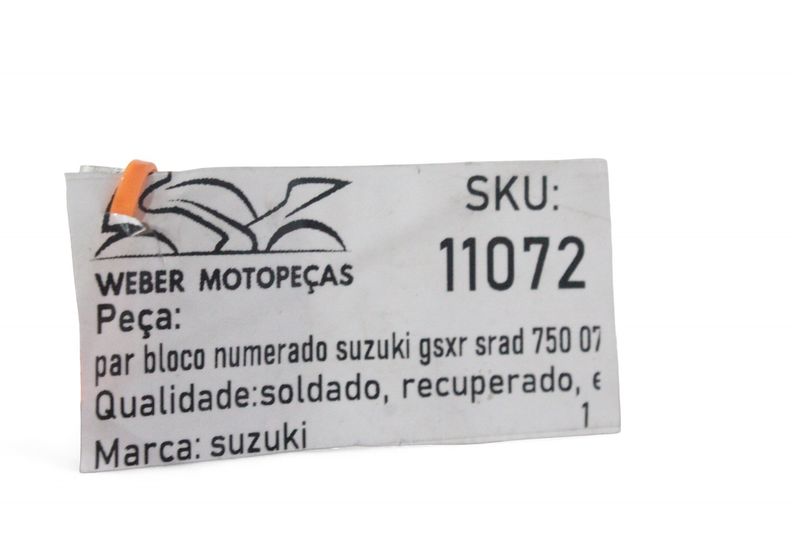 SKU:
11072
WEBER MOTOPEÇAS
Peça:
par bloco numerado suzuki gsxr srad 750 07
Qualidade:soldado, recuperado, e
1
Marca: suzuki